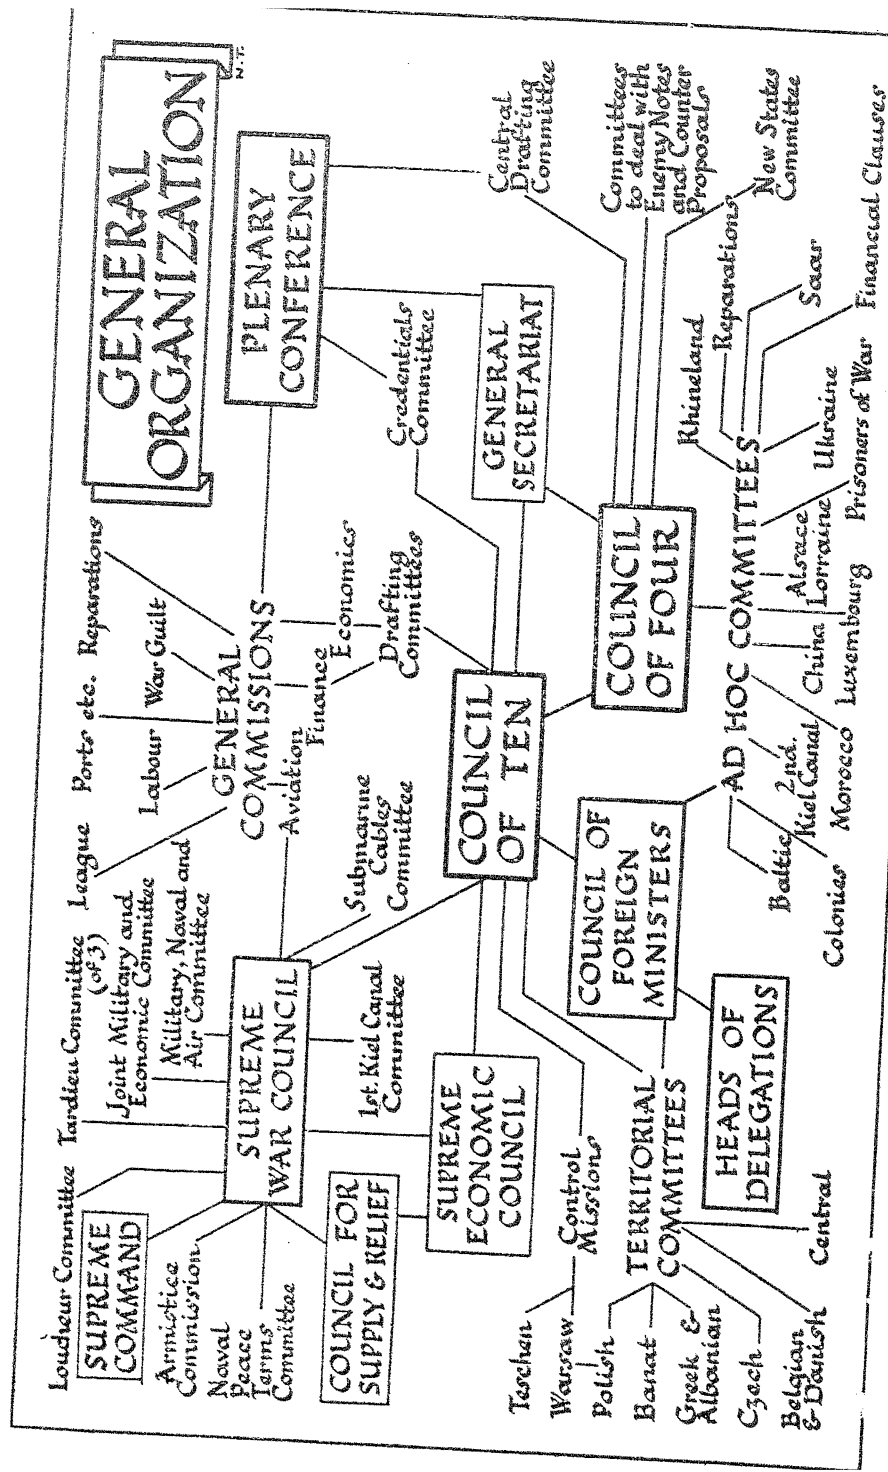 GENERAL
ORGANIZATION
N.T.
Loucheur Committee
Tardieu Committee
(of 3)
League
Ports etc.
Reparations
SUPREME
COMMAND
Joint Military and
Economic Committee
Labour
War Guilt
Armistice
Commission
Military, Naval and
Air Committee
Naval
Peace
Terms
Committee
SUPREME
WAR COUNCIL
GENERAL
COMMISSIONS
PLENARY
CONFERENCE
Aviation
Finance
Economics
COUNCIL FOR
SUPPLY & RELIEF
1st. Kiel Canal
Committee
Submarine
Cables
Committee
Drafting
Committees
Credentials
Committee
SUPREME
ECONOMIC
COUNCIL
COUNCIL
OF TEN
GENERAL
SECRETARIAT
Central
Drafting
Committee
Teschen
Warsaw
Control
Missions
Polish
Banat
Greek &
Albanian
Czech
Belgian
& Danish
Central
TERRITORIAL
COMMITTEES
COUNCIL OF
FOREIGN
MINISTERS
COUNCIL
OF FOUR
Committees
to deal with
Enemy Notes
and Counter
Proposals
HEADS OF
DELEGATIONS
New States
Committee
AD HOC COMMITTEES
Rhineland
Reparations
Saar
Financial Clauses
Baltic
Colonies
2nd.
Kiel Canal
Morocco
China
Luxembourg
Alsace
Lorraine
Ukraine
Prisoners of War